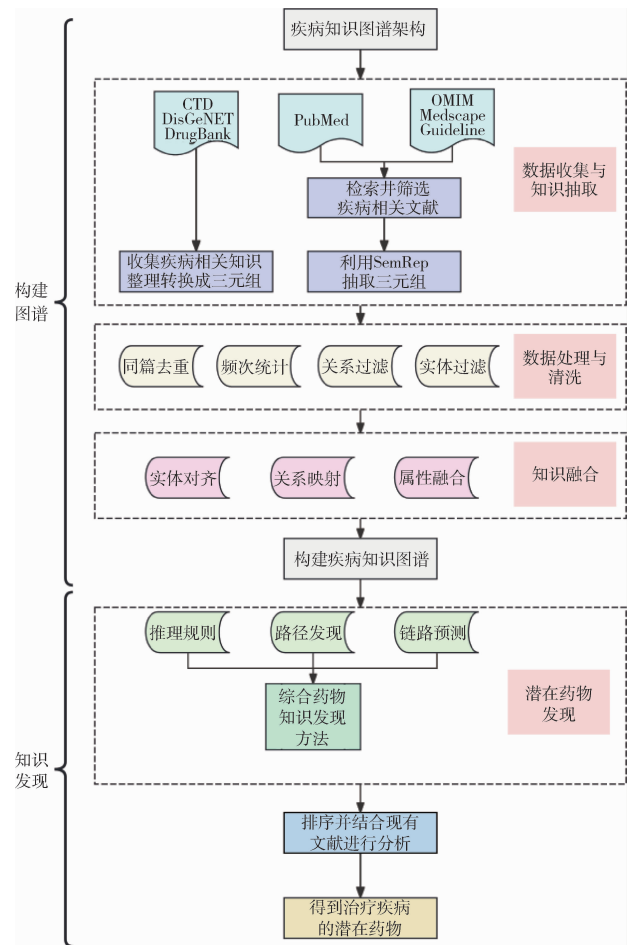 疾病知识图谱架构
CTD
DisGeNET
DrugBank
PubMed
OMIM
Medscape
Guideline
数据收集与
知识抽取
检索并筛选
疾病相关文献
收集疾病相关知识
整理转换成三元组
利用SemRep
抽取三元组
构建
图谱
同篇去重
频次统计
关系过滤
实体过滤
数据处理与
清洗
实体对齐
关系映射
属性融合
知识融合
构建疾病知识图谱
推理规则
路径发现
链路预测
综合药物
知识发现
方法
潜在药物
发现
知识
发现
排序并结合现有
文献进行分析
得到治疗疾病
的潜在药物